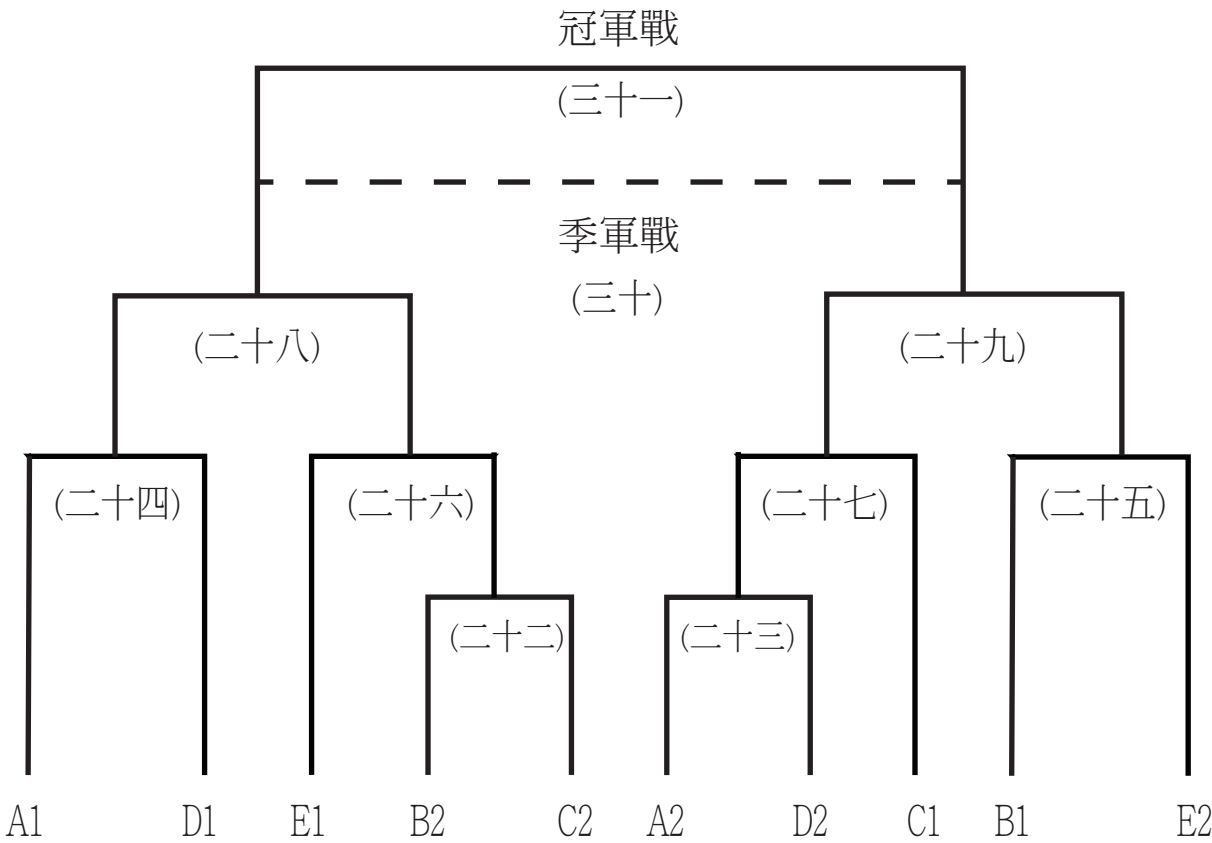 冠軍戰
(三十一)
季軍戰
(三十)
(二十八)
(二十九)
(二十四)
(二十六)
(二十七)
(二十五)
(二十二)
(二十三)
A1 D1 E1 B2 C2 A2 D2 C1 B1 E2